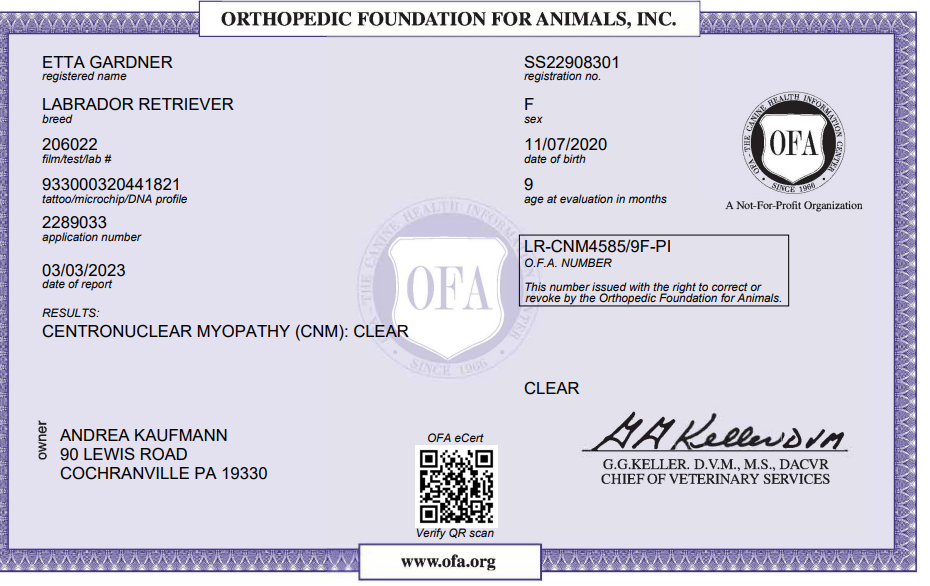 ORTHOPEDIC FOUNDATION FOR ANIMALS, INC.
ETTA GARDNER
registered name
SS22908301
registration no.
LABRADOR RETRIEVER
breed
F
sex
206022
film/test/lab #
11/07/2020
date of birth
933000320441821
tattoo/microchip/DNA profile
9
age at evaluation in months
2289033
application number
OFA - THE CANINE HEALTH INFORMATION CENTER
OFA
• SINCE 1966 •
A Not-For-Profit Organization
LR-CNM4585/9F-PI
O.F.A. NUMBER
This number issued with the right to correct or
revoke by the Orthopedic Foundation for Animals.
03/03/2023
date of report
RESULTS:
CENTRONUCLEAR MYOPATHY (CNM): CLEAR
OFA - THE CANINE HEALTH INFORMATION CENTER
OFA
• SINCE 1966 •
CLEAR
owner
ANDREA KAUFMANN
90 LEWIS ROAD
COCHRANVILLE PA 19330
OFA eCert
Verify QR scan
GG Keller DVM
G.G.KELLER. D.V.M., M.S., DACVR
CHIEF OF VETERINARY SERVICES
www.ofa.org